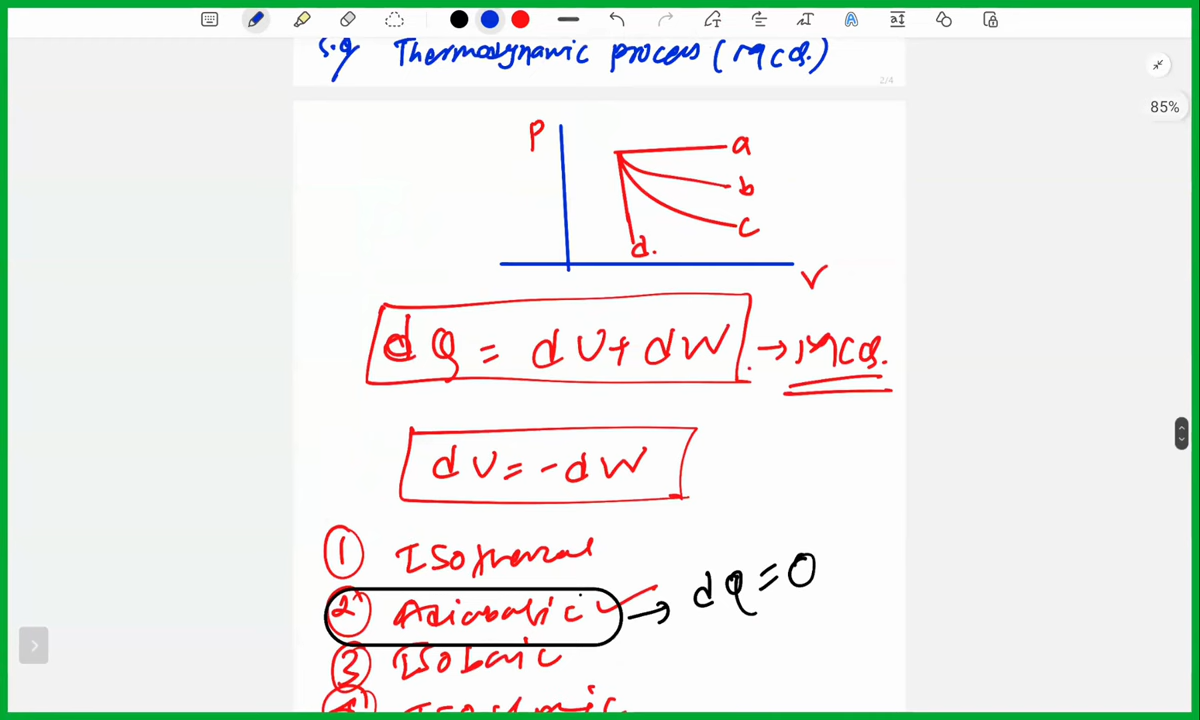 5.9 Thermodynamic process (MCQ.)
2/4
85%
P
a
b
c
d.
V
dQ = dU + dW → MCQ.
dU = -dW
① Isothermal
② Adiabatic ✓ → dQ = 0
③ Isobaric